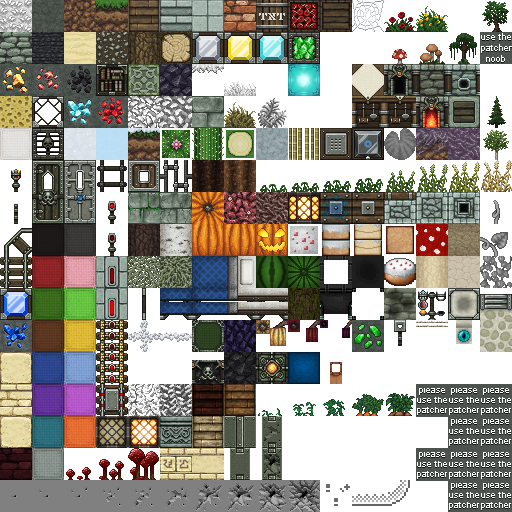 TXT
use the
patcher
noob
please please please
use the use the use the
patcher patcher patcher
please please
use the use the
patcher patcher
please please please
use the use the use the
patcher patcher patcher
please please
use the use the
patcher patcher